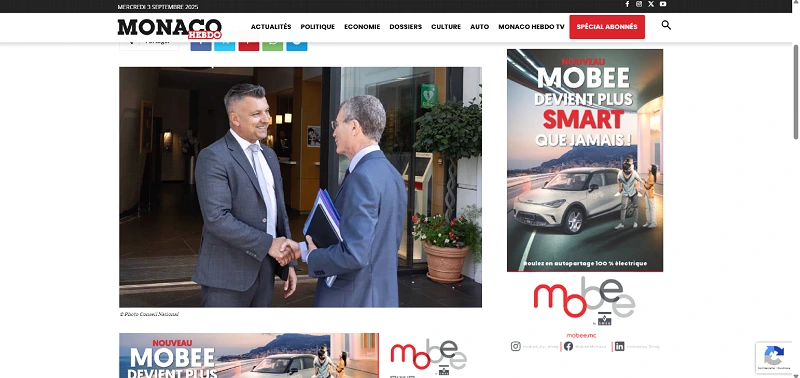 MERCREDI 3 SEPTEMBRE 2025
MONACO
HEBDO
ACTUALITÉS POLITIQUE ECONOMIE DOSSIERS CULTURE AUTO MONACO HEBDO TV SPÉCIAL ABONNÉS
© Photo Conseil National
NOUVEAU
MOBEE
DEVIENT PLUS
SMART
QUE JAMAIS !
Roulez en autopartage 100 % électrique
mobee
mobee.mc
NOUVEAU
MOBEE
DEVIENT PLUS
mobee